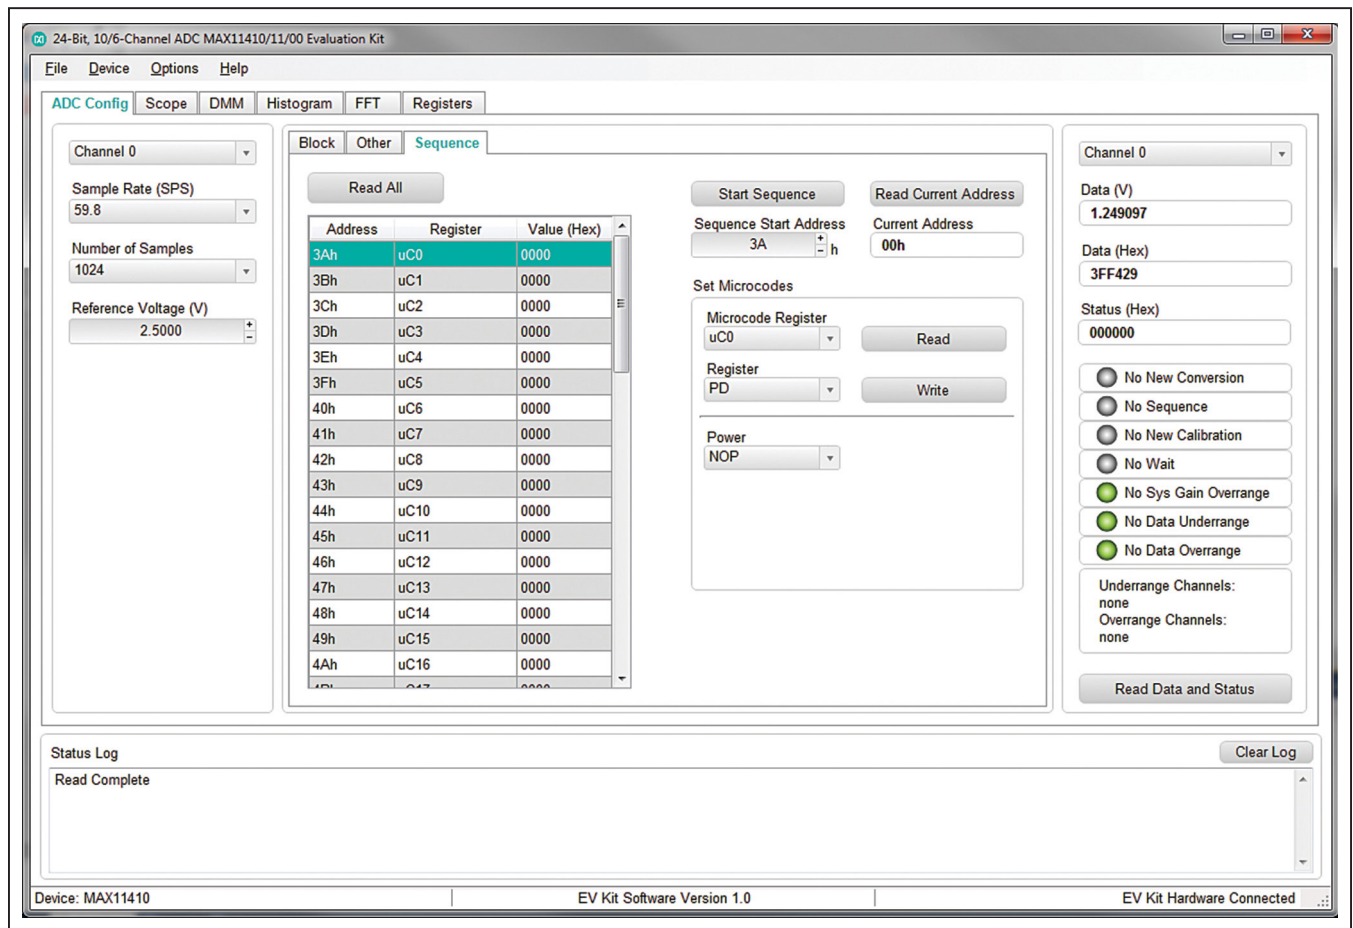 24-Bit, 10/6-Channel ADC MAX11410/11/00 Evaluation Kit
File Device Options Help
ADC Config Scope DMM Histogram FFT Registers
Channel 0
Sample Rate (SPS)
59.8
Number of Samples
1024
Reference Voltage (V)
2.5000
Block Other Sequence
Read All
Address Register Value (Hex)
3Ah uC0 0000
3Bh uC1 0000
3Ch uC2 0000
3Dh uC3 0000
3Eh uC4 0000
3Fh uC5 0000
40h uC6 0000
41h uC7 0000
42h uC8 0000
43h uC9 0000
44h uC10 0000
45h uC11 0000
46h uC12 0000
47h uC13 0000
48h uC14 0000
49h uC15 0000
4Ah uC16 0000
Start Sequence Read Current Address
Sequence Start Address Current Address
3A h 00h
Set Microcodes
Microcode Register
uC0 Read
Register
PD Write
Power
NOP
Channel 0
Data (V)
1.249097
Data (Hex)
3FF429
Status (Hex)
000000
No New Conversion
No Sequence
No New Calibration
No Wait
No Sys Gain Overrange
No Data Underrange
No Data Overrange
Underrange Channels:
none
Overrange Channels:
none
Read Data and Status
Status Log Clear Log
Read Complete
Device: MAX11410 EV Kit Software Version 1.0 EV Kit Hardware Connected